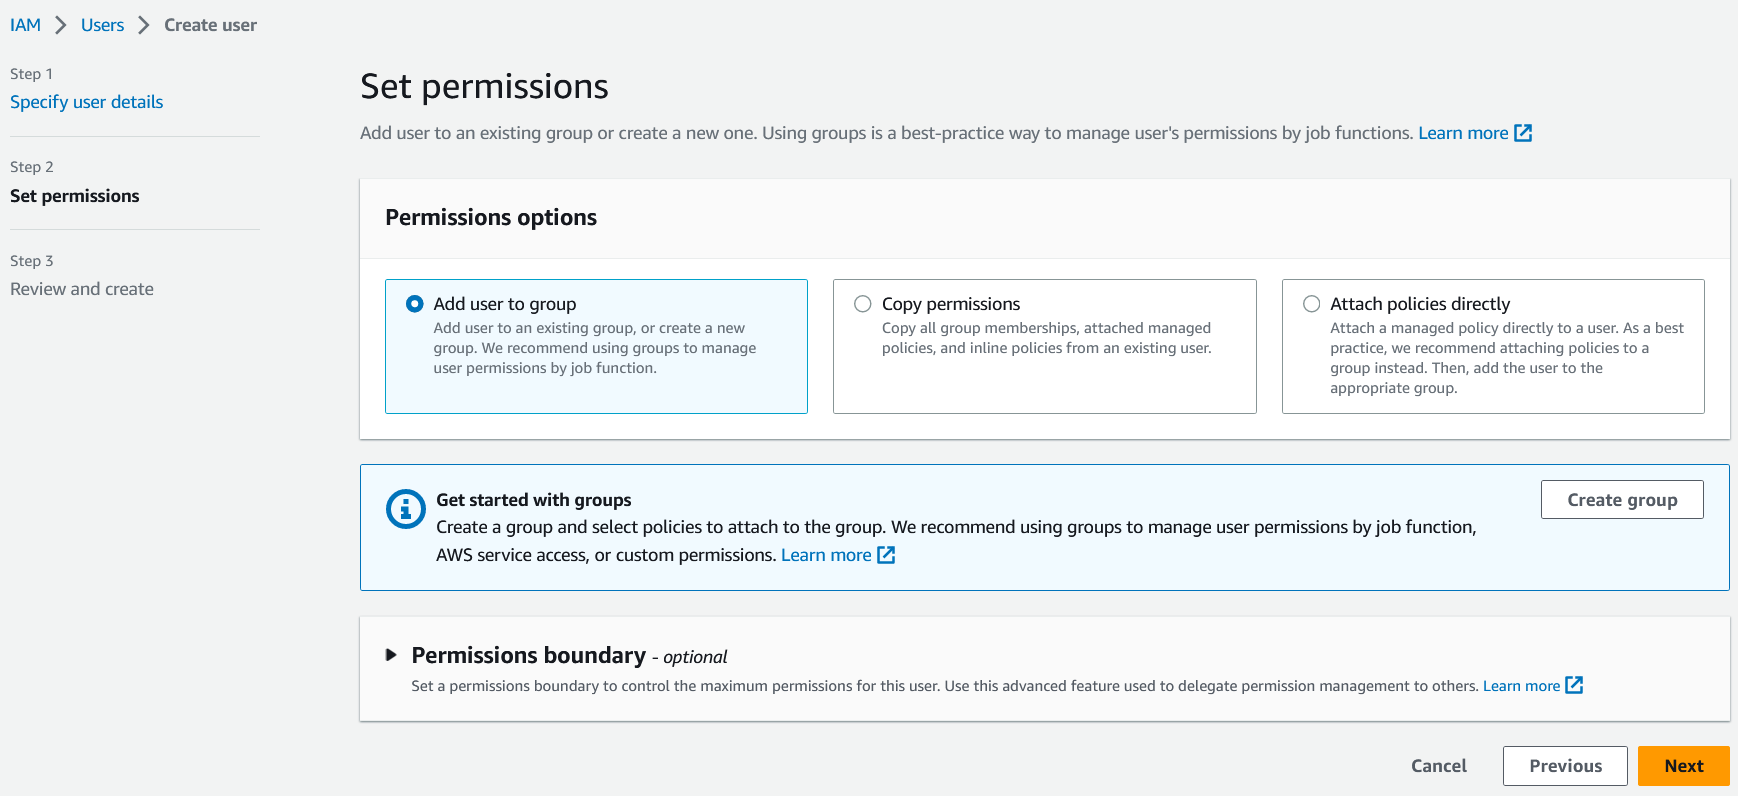 IAM > Users > Create user
Step 1
Specify user details
Step 2
Set permissions
Step 3
Review and create
Set permissions
Add user to an existing group or create a new one. Using groups is a best-practice way to manage user's permissions by job functions. Learn more
Permissions options
Add user to group
Add user to an existing group, or create a new
group. We recommend using groups to manage
user permissions by job function.
Copy permissions
Copy all group memberships, attached managed
policies, and inline policies from an existing user.
Attach policies directly
Attach a managed policy directly to a user. As a best
practice, we recommend attaching policies to a
group instead. Then, add the user to the
appropriate group.
Get started with groups
Create a group and select policies to attach to the group. We recommend using groups to manage user permissions by job function,
AWS service access, or custom permissions. Learn more
Create group
Permissions boundary - optional
Set a permissions boundary to control the maximum permissions for this user. Use this advanced feature used to delegate permission management to others. Learn more
Cancel
Previous
Next